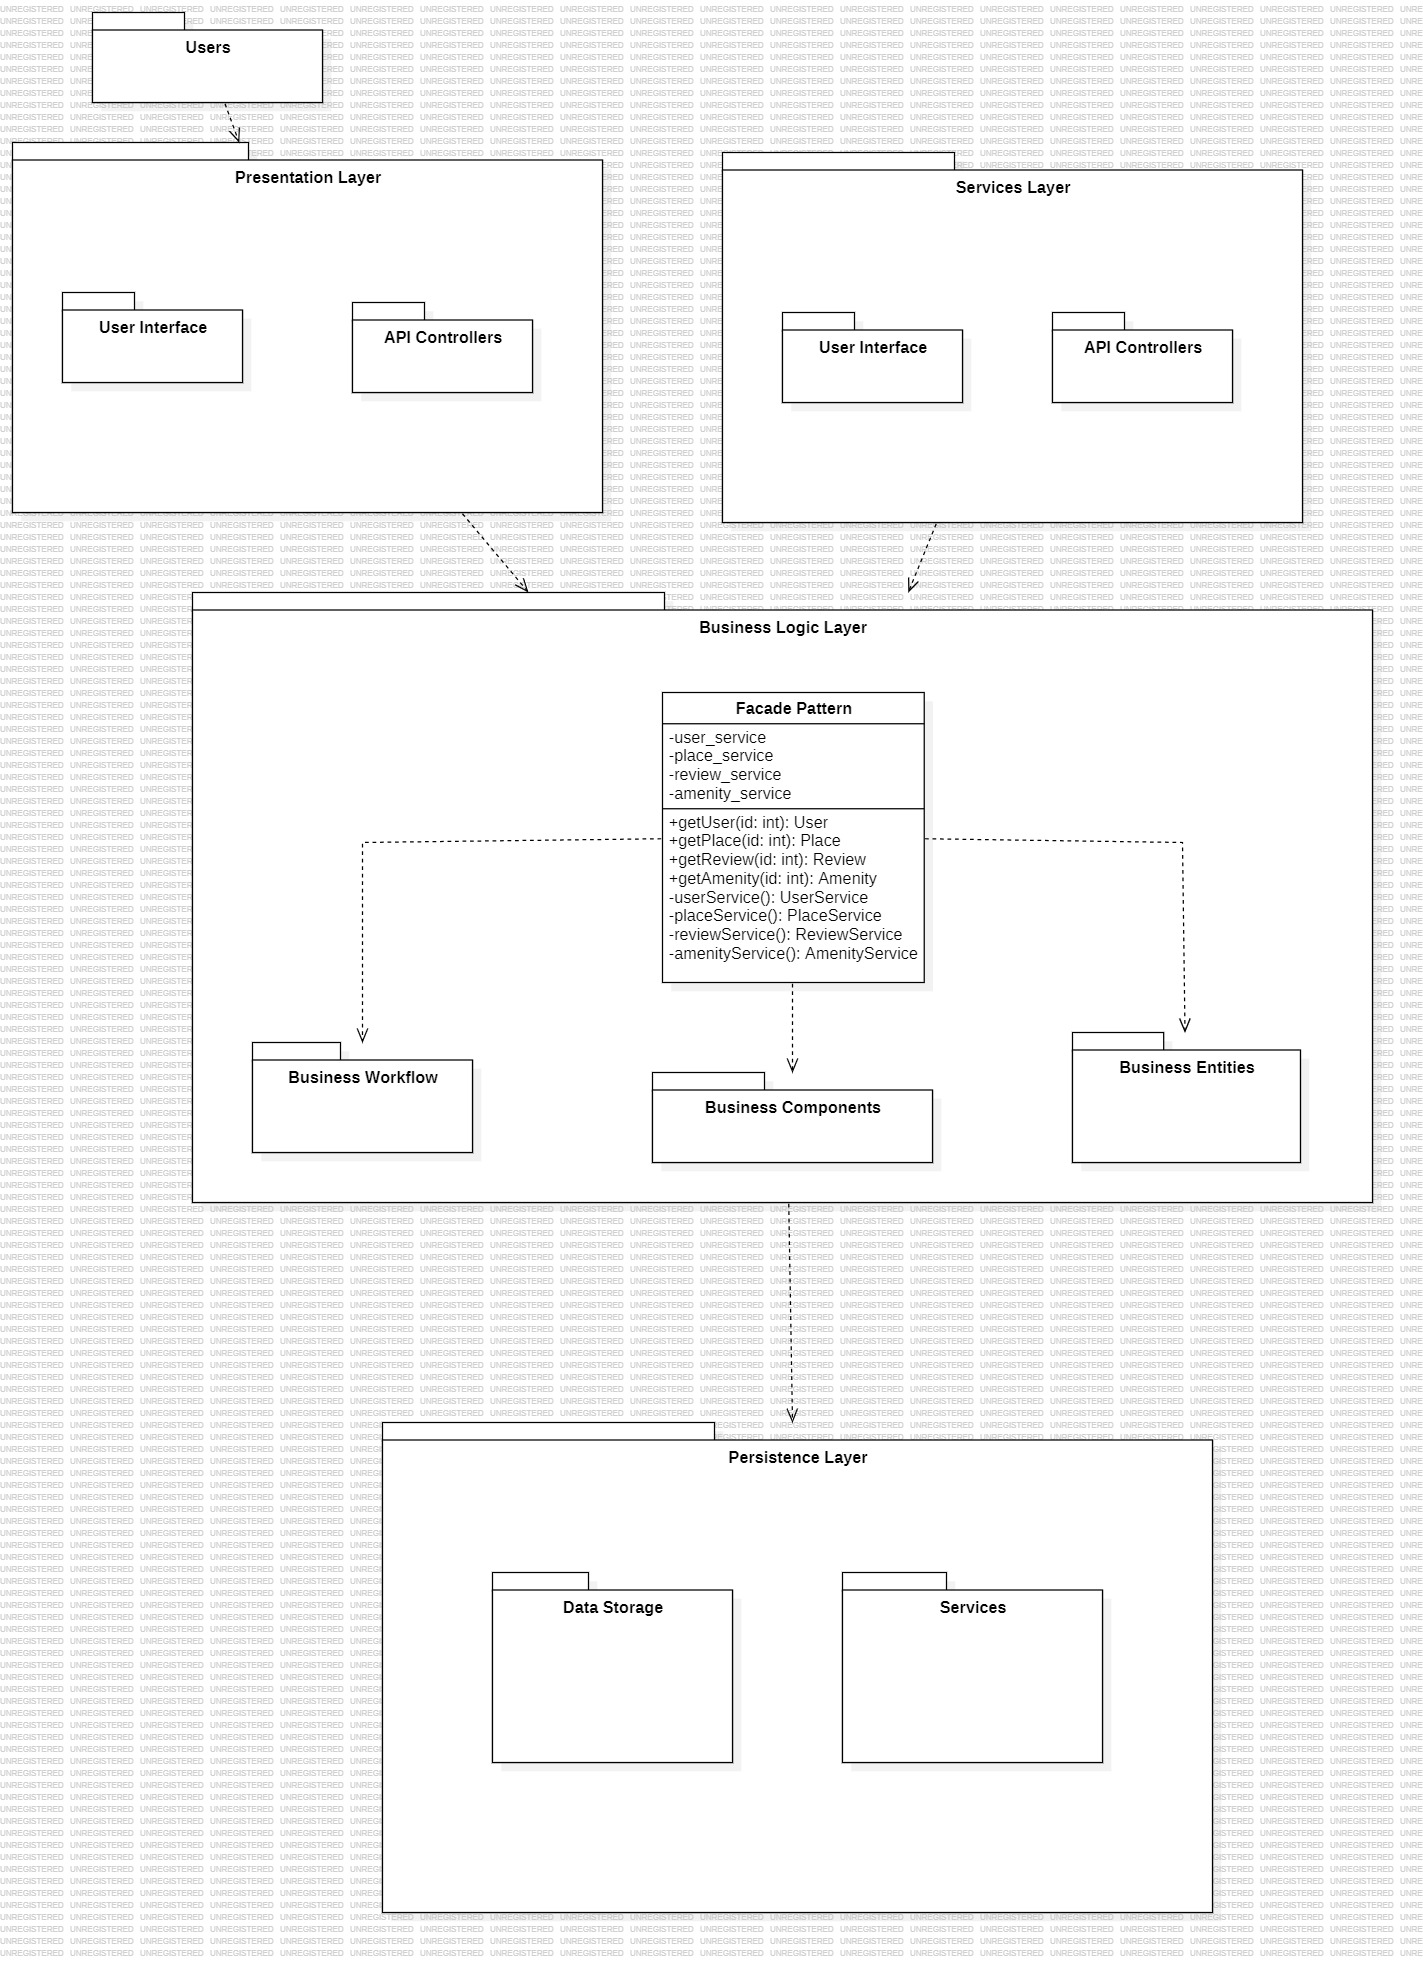 Users
Presentation Layer
User Interface
API Controllers
Services Layer
User Interface
API Controllers
Business Logic Layer
Facade Pattern
-user_service
-place_service
-review_service
-amenity_service
+getUser(id: int): User
+getPlace(id: int): Place
+getReview(id: int): Review
+getAmenity(id: int): Amenity
-userService(): UserService
-placeService(): PlaceService
-reviewService(): ReviewService
-amenityService(): AmenityService
Business Workflow
Business Components
Business Entities
Persistence Layer
Data Storage
Services
UNREGISTERED